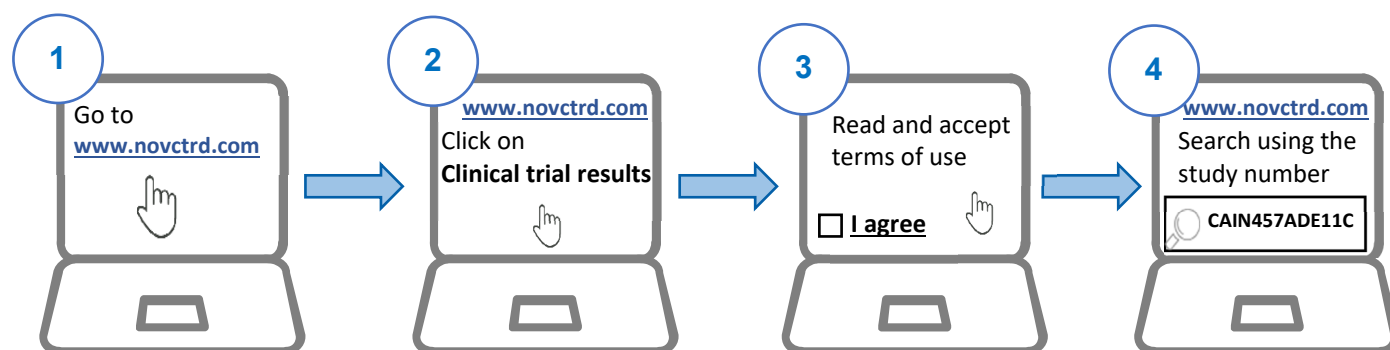 1
Go to
www.novctrd.com
2
www.novctrd.com
Click on
Clinical trial results
3
Read and accept
terms of use
I agree
4
www.novctrd.com
Search using the
study number
CAIN457ADE11C